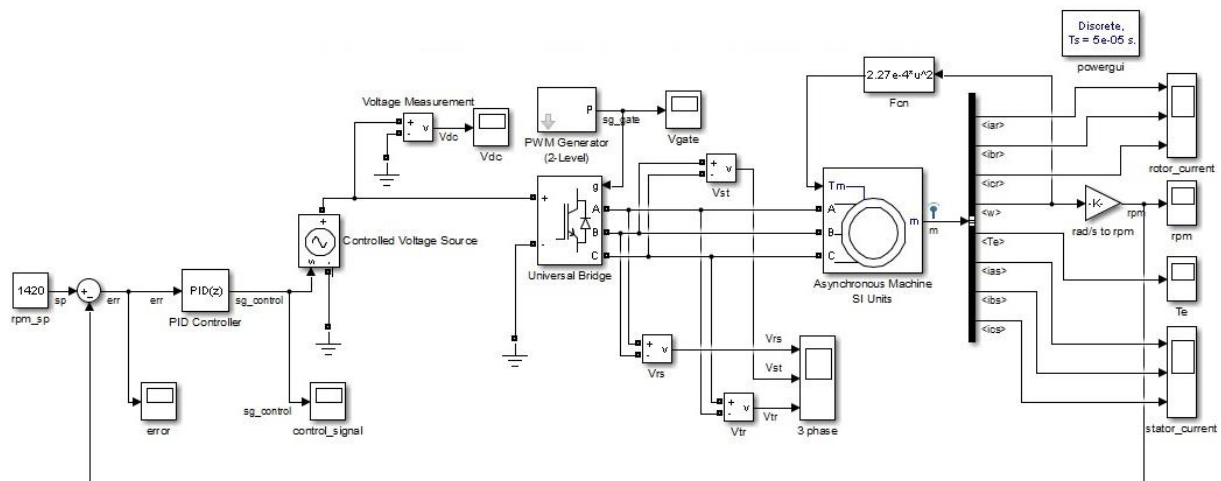 Discrete,
Ts = 5e-05 s.
powergui
2.27e-4*u^2
Fcn
Voltage Measurement
+
-
v
Vdc
Vdc
P
sg_gate
PWM Generator
(2-Level)
Vgate
+
-
v
Vst
g
+
-
A
B
C
Universal Bridge
Tm
A
B
C
m
m
Asynchronous Machine
SI Units
<iar>
<ibr>
<icr>
<w>
<Te>
<ias>
<ibs>
<ics>
rotor_current
-K-
rad/s to rpm
rpm
rpm
Te
stator_current
+
s
-
Controlled Voltage Source
1420
rpm_sp
sp
+
-
err
err
PID(z)
PID Controller
sg_control
sg_control
error
control_signal
+
-
v
Vrs
Vrs
Vst
+
-
v
Vtr
Vtr
3 phase